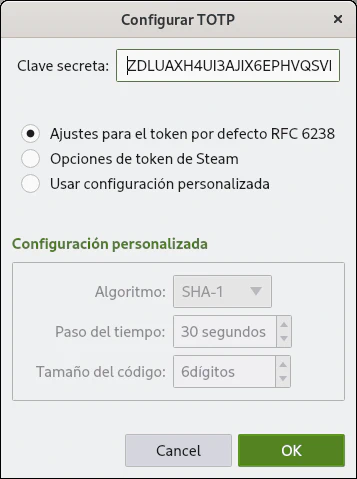 Configurar TOTP
Clave secreta: ZDLUAXH4UI3AJIX6EPHVQSVI
Ajustes para el token por defecto RFC 6238
Opciones de token de Steam
Usar configuración personalizada
Configuración personalizada
Algoritmo: SHA-1
Paso del tiempo: 30 segundos
Tamaño del código: 6dígitos
Cancel OK